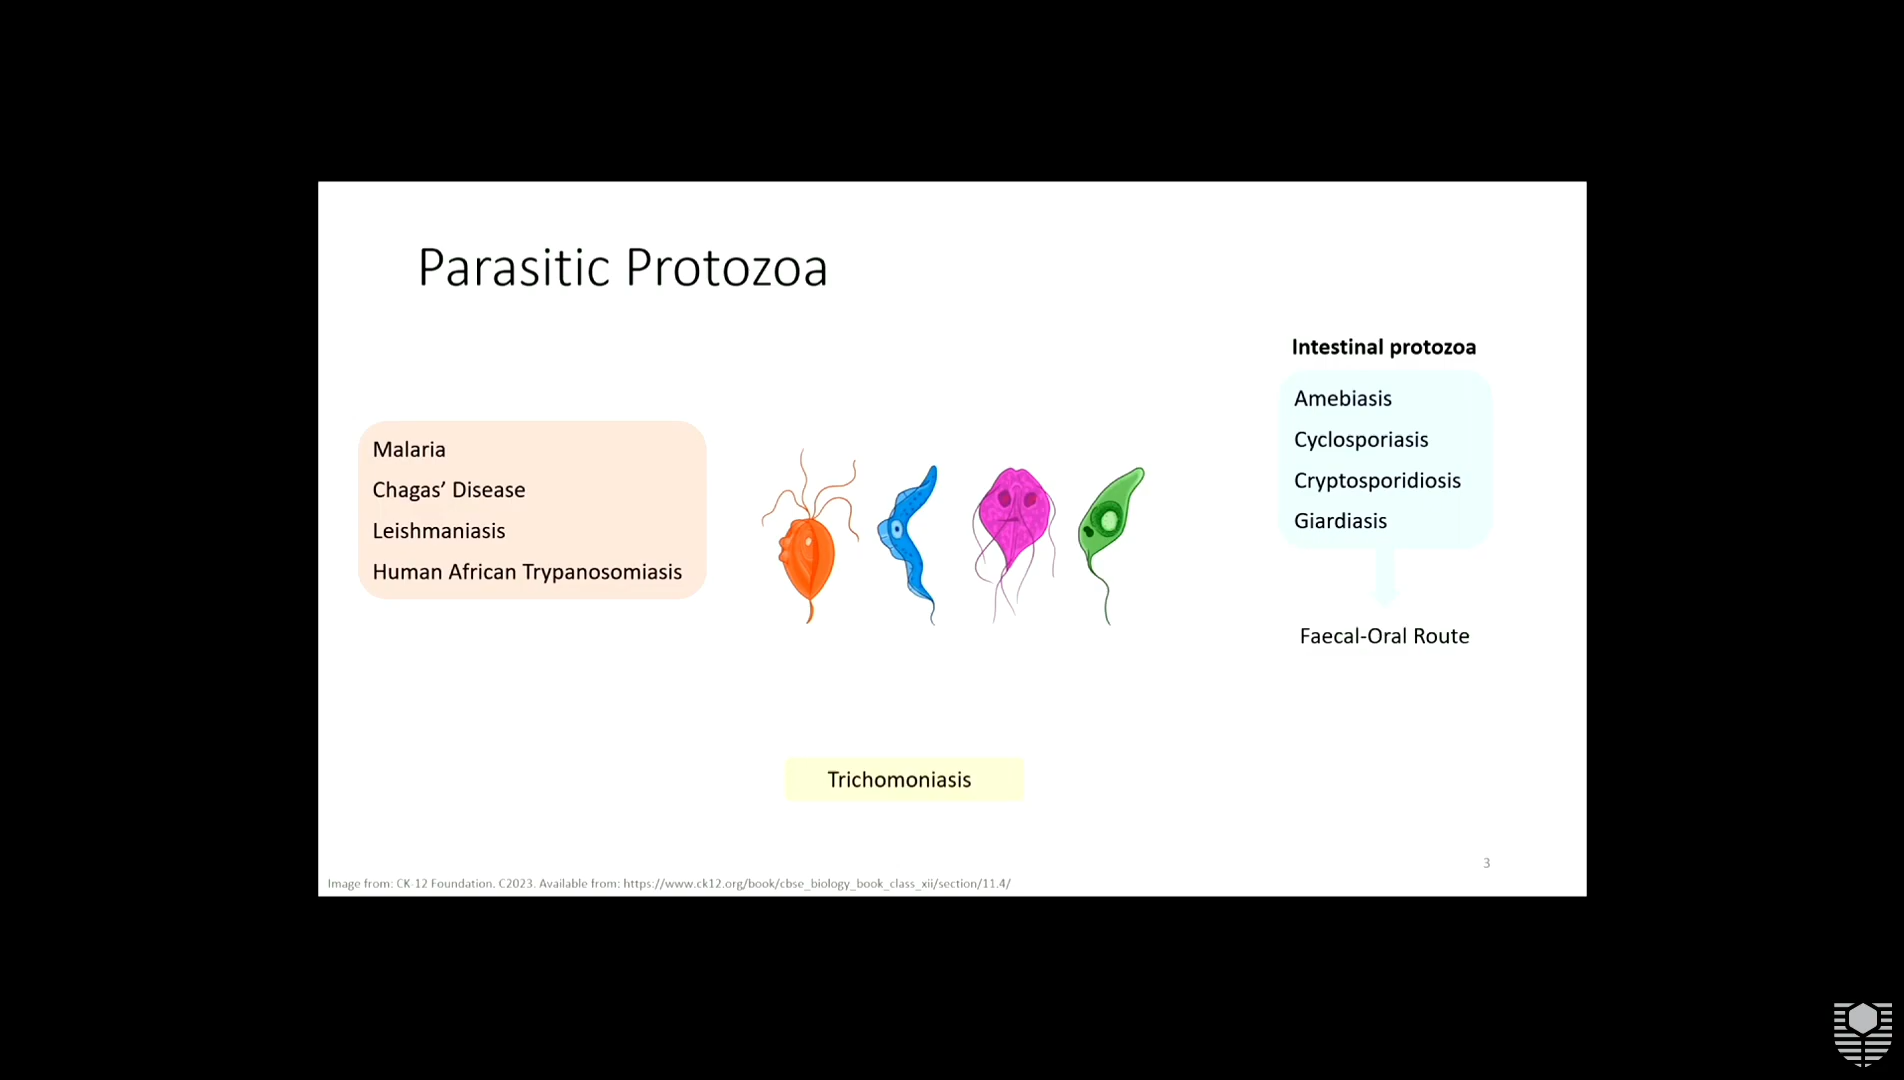 Parasitic Protozoa
Malaria
Chagas’ Disease
Leishmaniasis
Human African Trypanosomiasis
Intestinal protozoa
Amebiasis
Cyclosporiasis
Cryptosporidiosis
Giardiasis
Faecal-Oral Route
Trichomoniasis
3
Image from: CK-12 Foundation. C2023. Available from: https://www.ck12.org/book/cbse_biology_book_class_xii/section/11.4/